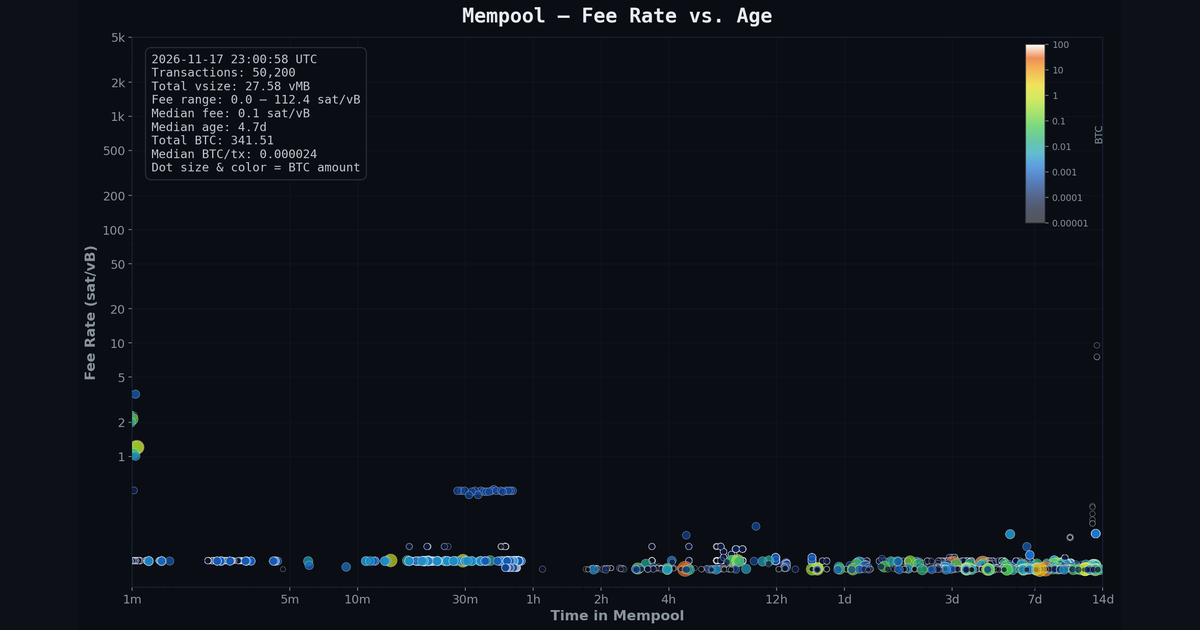 Mempool — Fee Rate vs. Age
2026-11-17 23:00:58 UTC
Transactions: 50,200
Total vsize: 27.58 vMB
Fee range: 0.0 — 112.4 sat/vB
Median fee: 0.1 sat/vB
Median age: 4.7d
Total BTC: 341.51
Median BTC/tx: 0.000024
Dot size & color = BTC amount
5k
2k
1k
500
200
100
50
20
10
5
2
1
Fee Rate (sat/vB)
100
10
1
0.1
0.01
0.001
0.0001
0.00001
BTC
1m
5m
10m
30m
1h
2h
4h
12h
1d
3d
7d
14d
Time in Mempool